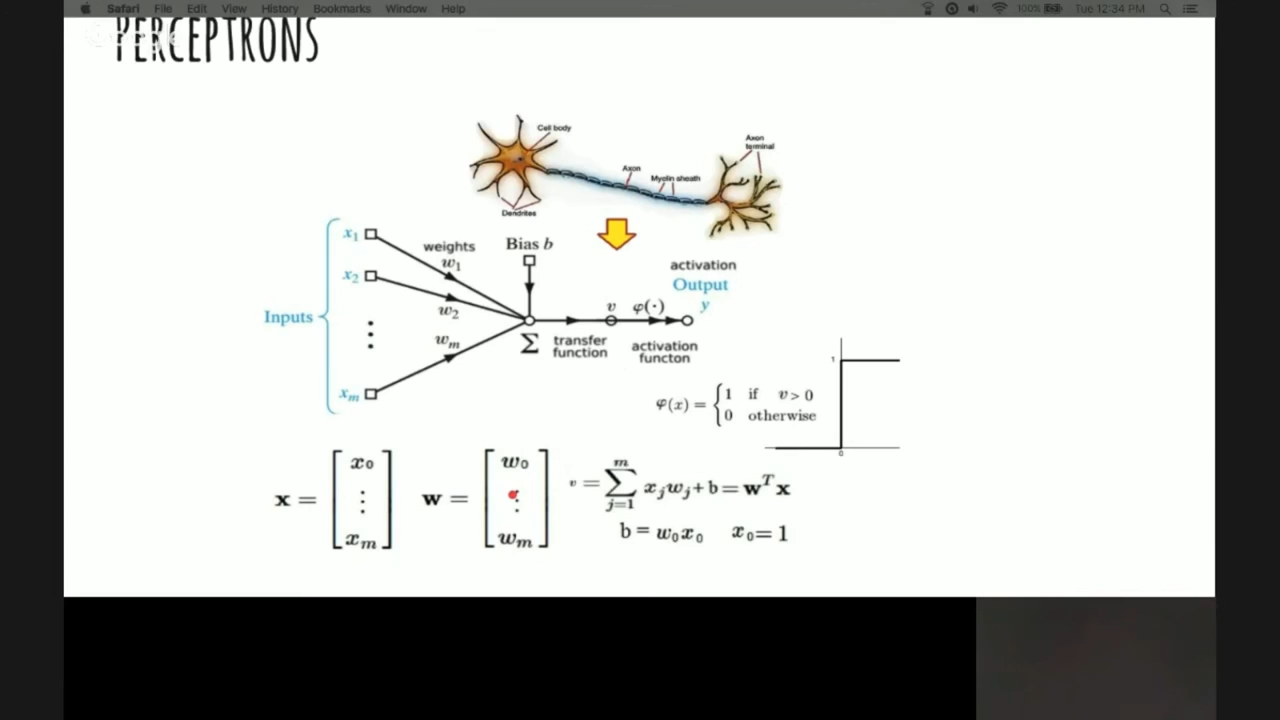 Safari File Edit View History Bookmarks Window Help 100% Tue 12:34 PM
PERCEPTRONS
Cell body
Axon terminal
Axon
Myelin sheath
Dendrites
Inputs
x1
x2
⋮
xm
weights
w1
w2
wm
Bias b
Σ
transfer function
v
φ(·)
activation functon
activation
Output
y
φ(x) = { 1 if v > 0
0 otherwise
1
0
x = [ x0 ⋮ xm ] w = [ w0 ⋮ wm ] v = Σ_{j=1}^{m} xjwj + b = w^T x
b = w0x0 x0 = 1